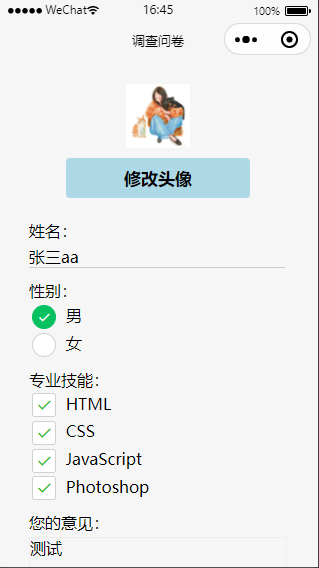 WeChat 16:45 100%
调查问卷
修改头像
姓名：
张三aa
性别：
男
女
专业技能：
HTML
CSS
JavaScript
Photoshop
您的意见：
测试